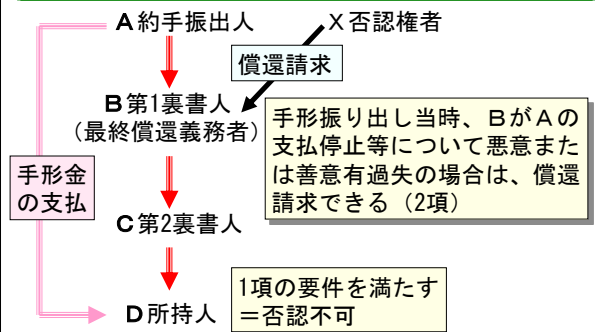 A約手振出人
X否認権者
償還請求
B第1裏書人
（最終償還義務者）
手形振り出し当時、BがAの
支払停止等について悪意また
は善意有過失の場合は、償還
請求できる（2項）
手形金
の支払
C第2裏書人
D所持人
1項の要件を満たす
＝否認不可